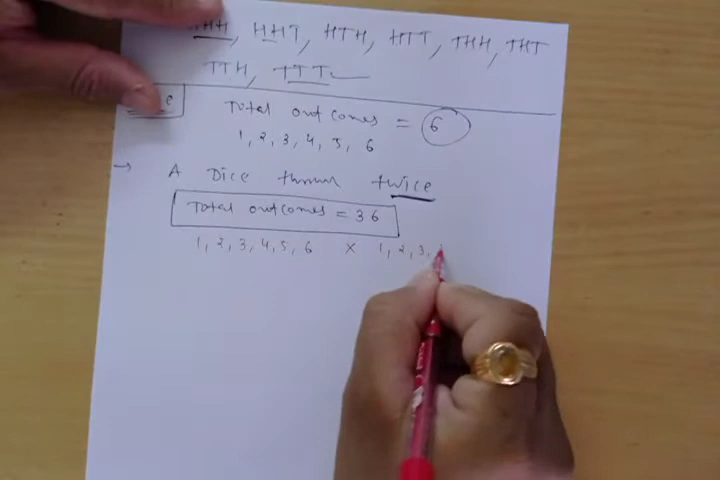 HHH, HHT, HTH, HTT, THH, THT
TTH, TTT
Total outcomes = 6
1, 2, 3, 4, 5, 6
→ A Dice thrown twice
Total outcomes = 36
1, 2, 3, 4, 5, 6 × 1, 2, 3,